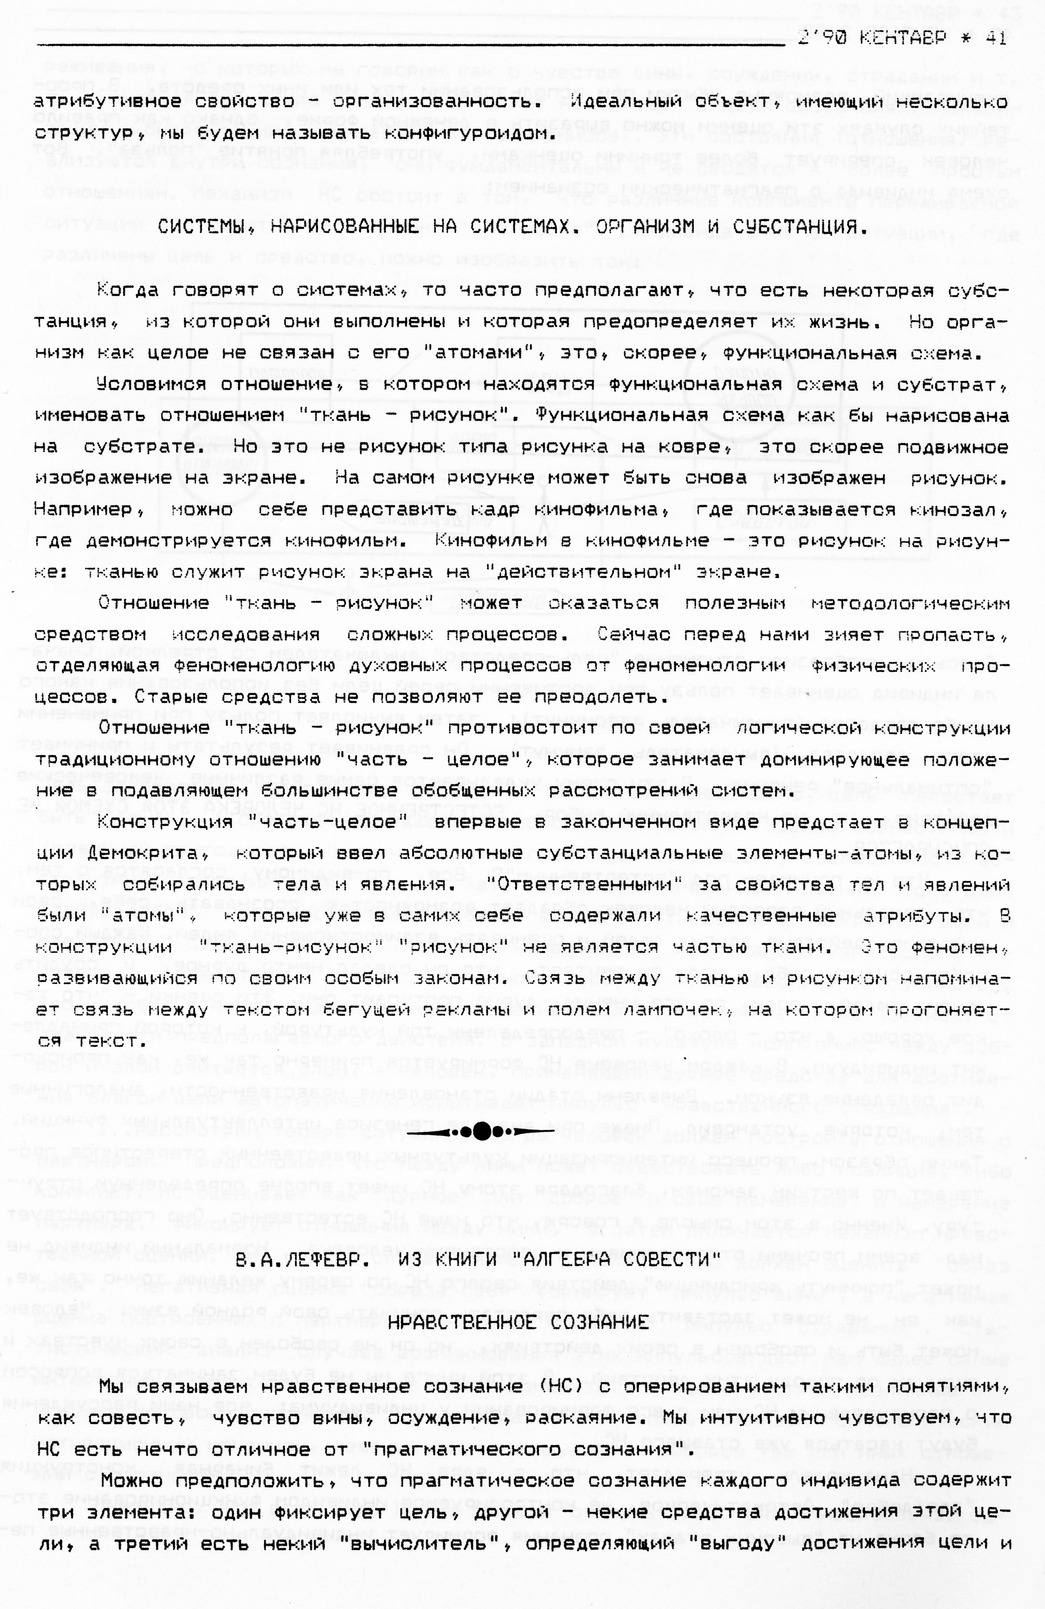 2'90 КЕНТАВР * 41
атрибутивное свойство - организованность. Идеальный объект, имеющий несколько
структур, мы будем называть конфигуроидом.
СИСТЕМЫ, НАРИСОВАННЫЕ НА СИСТЕМАХ. ОРГАНИЗМ И СУБСТАНЦИЯ.
Когда говорят о системах, то часто предполагают, что есть некоторая субс-
танция, из которой они выполнены и которая предопределяет их жизнь. Но орга-
низм как целое не связан с его "атомами", это, скорее, функциональная схема.
Условимся отношение, в котором находятся функциональная схема и субстрат,
именовать отношением "ткань - рисунок". Функциональная схема как бы нарисована
на субстрате. Но это не рисунок типа рисунка на ковре, это скорее подвижное
изображение на экране. На самом рисунке может быть снова изображен рисунок.
Например, можно себе представить кадр кинофильма, где показывается кинозал,
где демонстрируется кинофильм. Кинофильм в кинофильме - это рисунок на рисун-
ке: тканью служит рисунок экрана на "действительном" экране.
Отношение "ткань - рисунок" может оказаться полезным методологическим
средством исследования сложных процессов. Сейчас перед нами зияет пропасть,
отделяющая феноменологию духовных процессов от феноменологии физических про-
цессов. Старые средства не позволяют ее преодолеть.
Отношение "ткань - рисунок" противостоит по своей логической конструкции
традиционному отношению "часть - целое", которое занимает доминирующее положе-
ние в подавляющем большинстве обобщенных рассмотрений систем.
Конструкция "часть-целое" впервые в законченном виде предстает в концеп-
ции Демокрита, который ввел абсолютные субстанциальные элементы-атомы, из ко-
торых собирались тела и явления. "Ответственными" за свойства тел и явлений
были "атомы", которые уже в самих себе содержали качественные атрибуты. В
конструкции "ткань-рисунок" "рисунок" не является частью ткани. Это феномен,
развивающийся по своим особым законам. Связь между тканью и рисунком напомина-
ет связь между текстом бегущей рекламы и полем лампочек, на котором прогоняет-
ся текст.
В.А.ЛЕФЕВР. ИЗ КНИГИ "АЛГЕБРА СОВЕСТИ"
НРАВСТВЕННОЕ СОЗНАНИЕ
Мы связываем нравственное сознание (НС) с оперированием такими понятиями,
как совесть, чувство вины, осуждение, раскаяние. Мы интуитивно чувствуем, что
НС есть нечто отличное от "прагматического сознания".
Можно предположить, что прагматическое сознание каждого индивида содержит
три элемента: один фиксирует цель, другой - некие средства достижения этой це-
ли, а третий есть некий "вычислитель", определяющий "выгоду" достижения цели и